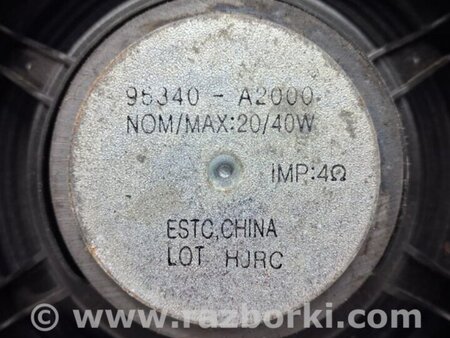 96340 - A2000
NOM/MAX:20/40W
IMP:4Ω
ESTC,CHINA
LOT HJRC
© www.razborki.com